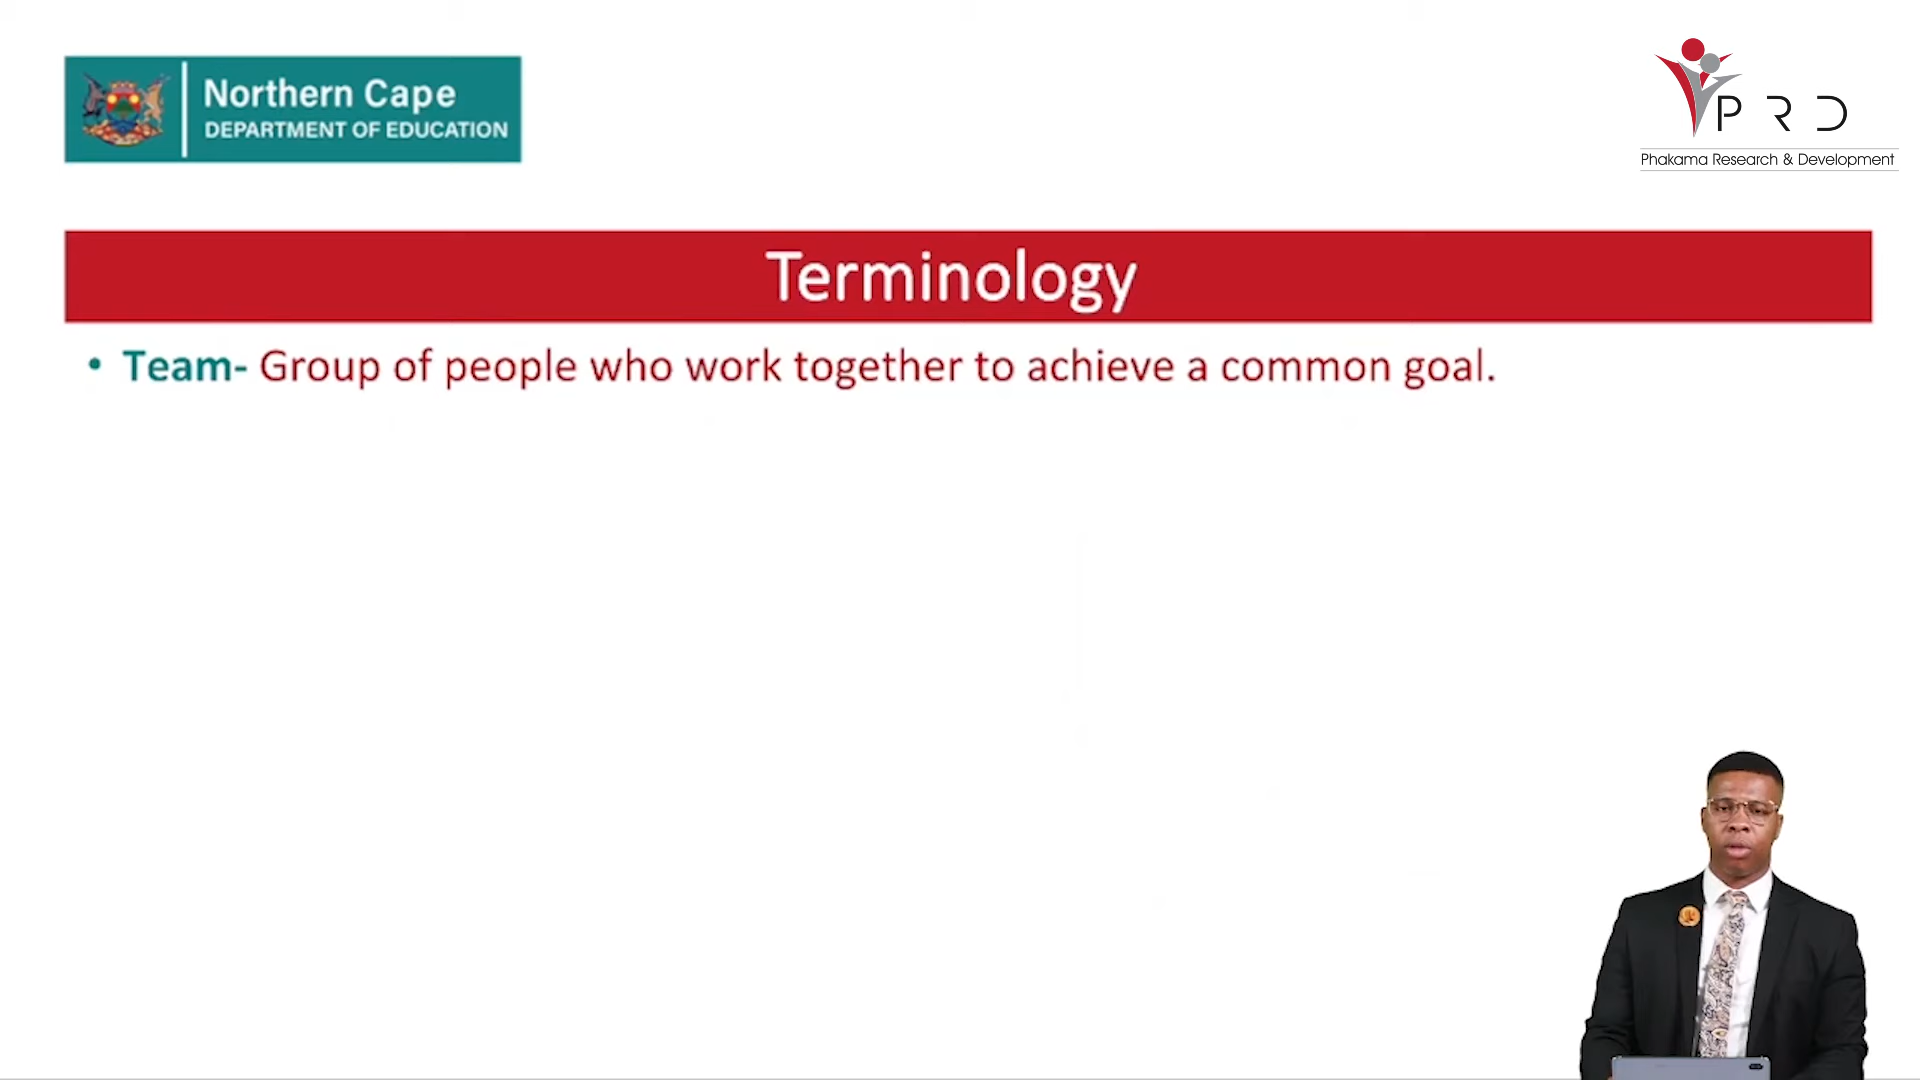 Northern Cape
DEPARTMENT OF EDUCATION
P R D
Phakama Research & Development
Terminology
• Team- Group of people who work together to achieve a common goal.